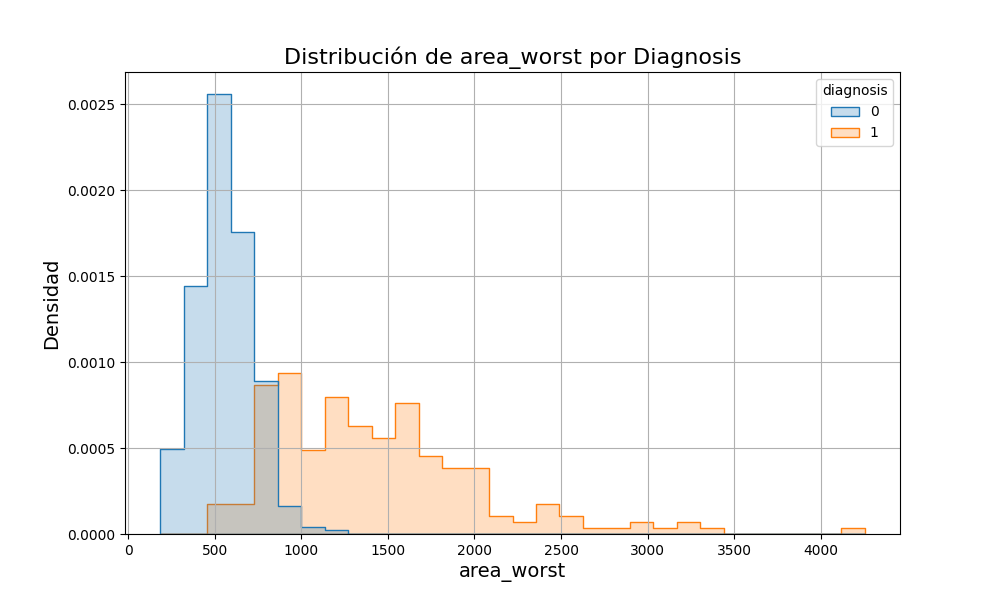 Distribución de area_worst por Diagnosis
diagnosis
0
1
0.0025
0.0020
0.0015
0.0010
0.0005
0.0000
Densidad
0 500 1000 1500 2000 2500 3000 3500 4000
area_worst